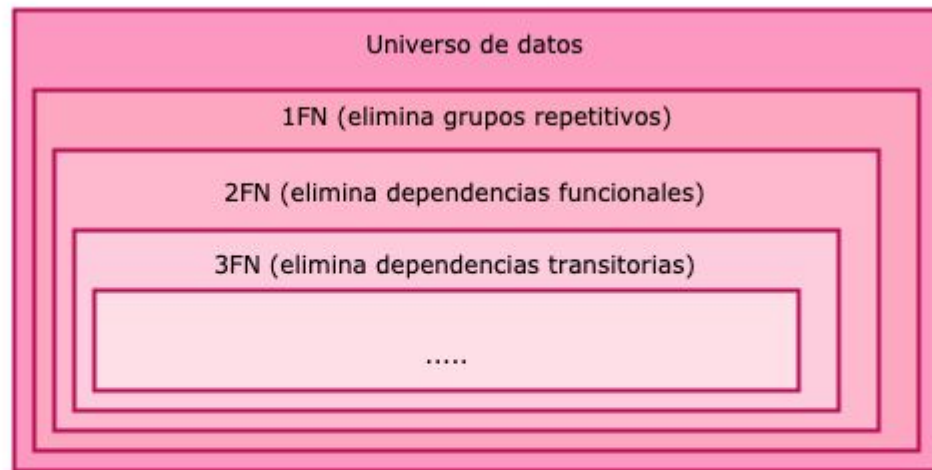 Universo de datos
1FN (elimina grupos repetitivos)
2FN (elimina dependencias funcionales)
3FN (elimina dependencias transitorias)
.....